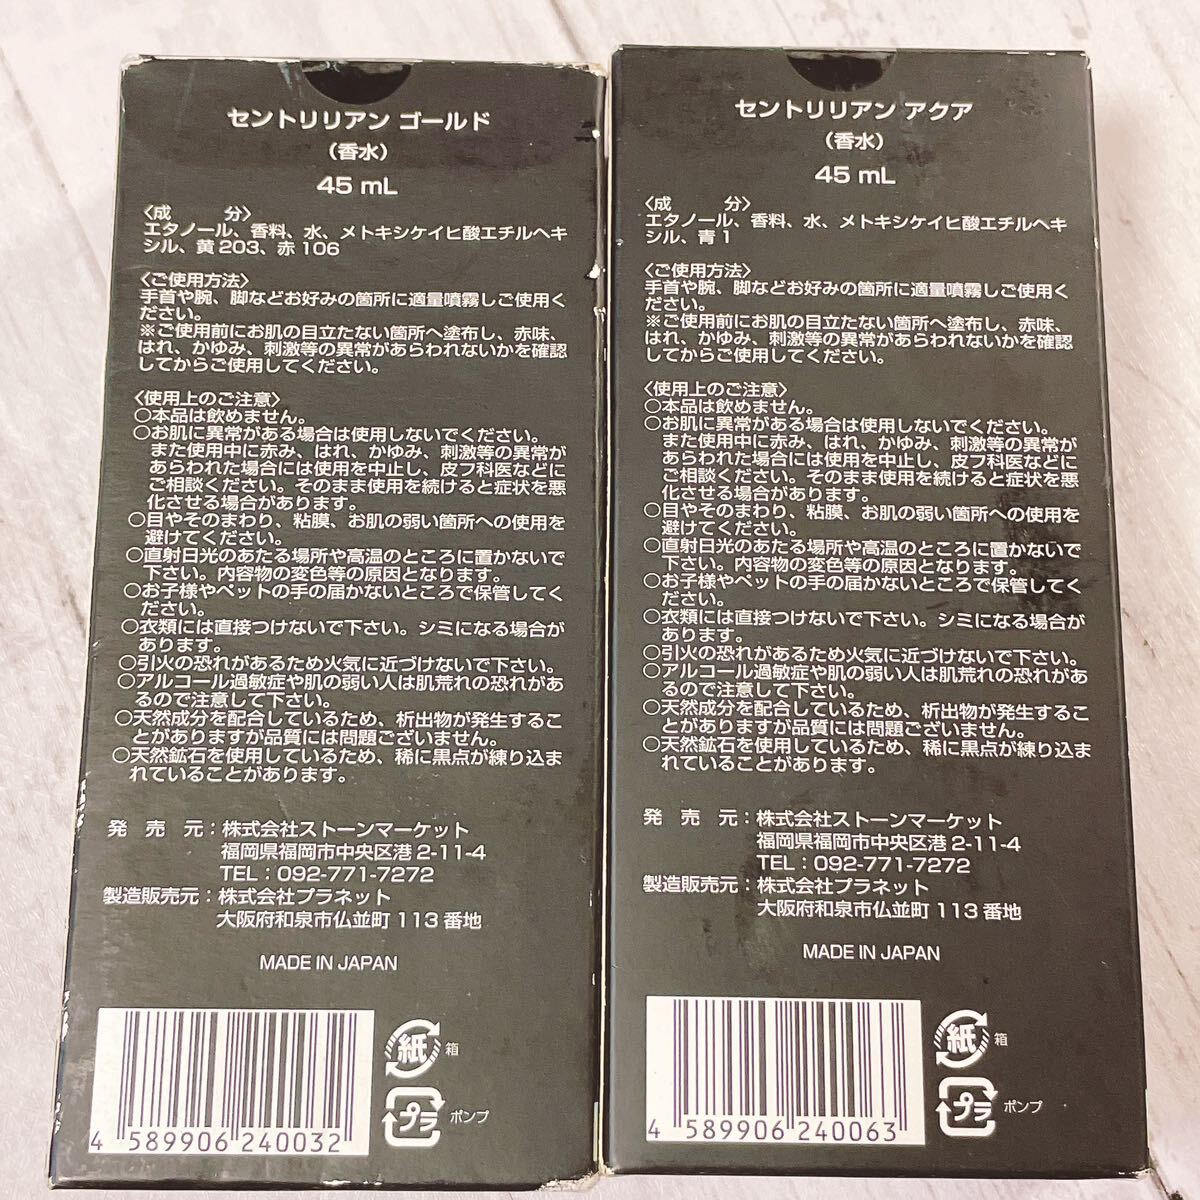 セントリリアン ゴールド
(香水)
45 mL
〈成 分〉
エタノール、香料、水、メトキシケイヒ酸エチルヘキ
シル、黄203、赤106
〈ご使用方法〉
手首や腕、脚などお好みの箇所に適量噴霧しご使用く
ださい。
※ご使用前にお肌の目立たない箇所へ塗布し、赤味、
はれ、かゆみ、刺激等の異常があらわれないかを確認
してからご使用してください。
〈使用上のご注意〉
○本品は飲めません。
○お肌に異常がある場合は使用しないでください。
また使用中に赤み、はれ、かゆみ、刺激等の異常が
あらわれた場合には使用を中止し、皮フ科医などに
ご相談ください。そのまま使用を続けると症状を悪
化させる場合があります。
○目やそのまわり、粘膜、お肌の弱い箇所への使用を
避けてください。
○直射日光のあたる場所や高温のところに置かないで
下さい。内容物の変色等の原因となります。
○お子様やペットの手の届かないところで保管してく
ださい。
○衣類には直接つけないで下さい。シミになる場合が
あります。
○引火の恐れがあるため火気に近づけないで下さい。
○アルコール過敏症や肌の弱い人は肌荒れの恐れがあ
るので注意して下さい。
○天然成分を配合しているため、析出物が発生するこ
とがありますが品質には問題ございません。
○天然鉱石を使用しているため、稀に黒点が練り込ま
れていることがあります。
発 売 元：株式会社ストーンマーケット
福岡県福岡市中央区港 2-11-4
TEL：092-771-7272
製造販売元：株式会社プラネット
大阪府和泉市仏並町 113 番地
MADE IN JAPAN
紙 箱
プラ ポンプ
4 589906 240032
セントリリアン アクア
(香水)
45 mL
〈成 分〉
エタノール、香料、水、メトキシケイヒ酸エチルヘキ
シル、青1
〈ご使用方法〉
手首や腕、脚などお好みの箇所に適量噴霧しご使用く
ださい。
※ご使用前にお肌の目立たない箇所へ塗布し、赤味、
はれ、かゆみ、刺激等の異常があらわれないかを確認
してからご使用してください。
〈使用上のご注意〉
○本品は飲めません。
○お肌に異常がある場合は使用しないでください。
また使用中に赤み、はれ、かゆみ、刺激等の異常が
あらわれた場合には使用を中止し、皮フ科医などに
ご相談ください。そのまま使用を続けると症状を悪
化させる場合があります。
○目やそのまわり、粘膜、お肌の弱い箇所への使用を
避けてください。
○直射日光のあたる場所や高温のところに置かないで
下さい。内容物の変色等の原因となります。
○お子様やペットの手の届かないところで保管してく
ださい。
○衣類には直接つけないで下さい。シミになる場合が
あります。
○引火の恐れがあるため火気に近づけないで下さい。
○アルコール過敏症や肌の弱い人は肌荒れの恐れがあ
るので注意して下さい。
○天然成分を配合しているため、析出物が発生するこ
とがありますが品質には問題ございません。
○天然鉱石を使用しているため、稀に黒点が練り込ま
れていることがあります。
発 売 元：株式会社ストーンマーケット
福岡県福岡市中央区港 2-11-4
TEL：092-771-7272
製造販売元：株式会社プラネット
大阪府和泉市仏並町 113 番地
MADE IN JAPAN
紙 箱
プラ ポンプ
4 589906 240063